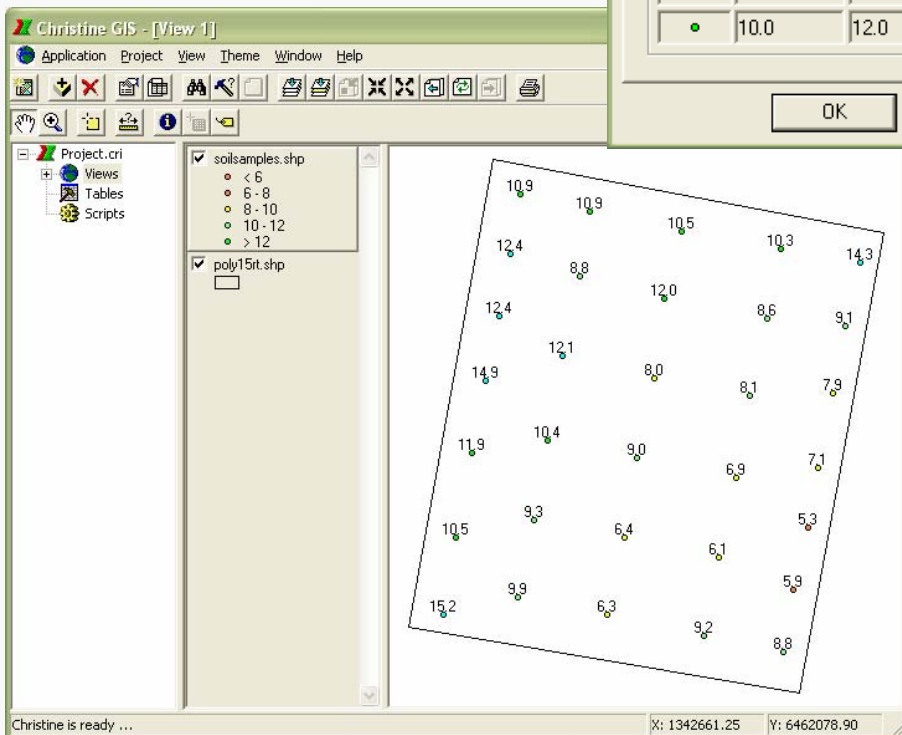 10.0 12.0
OK
Christine GIS - [View 1]
Application Project View Theme Window Help
Project.cri
Views
Tables
Scripts
soilsamples.shp
< 6
6 - 8
8 - 10
10 - 12
> 12
poly15rt.shp
10,9
10,9
10,5
10,3
14,3
12,4
8,8
12,0
8,6
9,1
12,4
12,1
8,0
8,1
7,9
14,9
10,4
9,0
6,9
7,1
11,9
9,3
6,4
6,1
5,3
10,5
9,9
6,3
9,2
5,9
15,2
8,8
Christine is ready ... X: 1342661.25 Y: 6462078.90